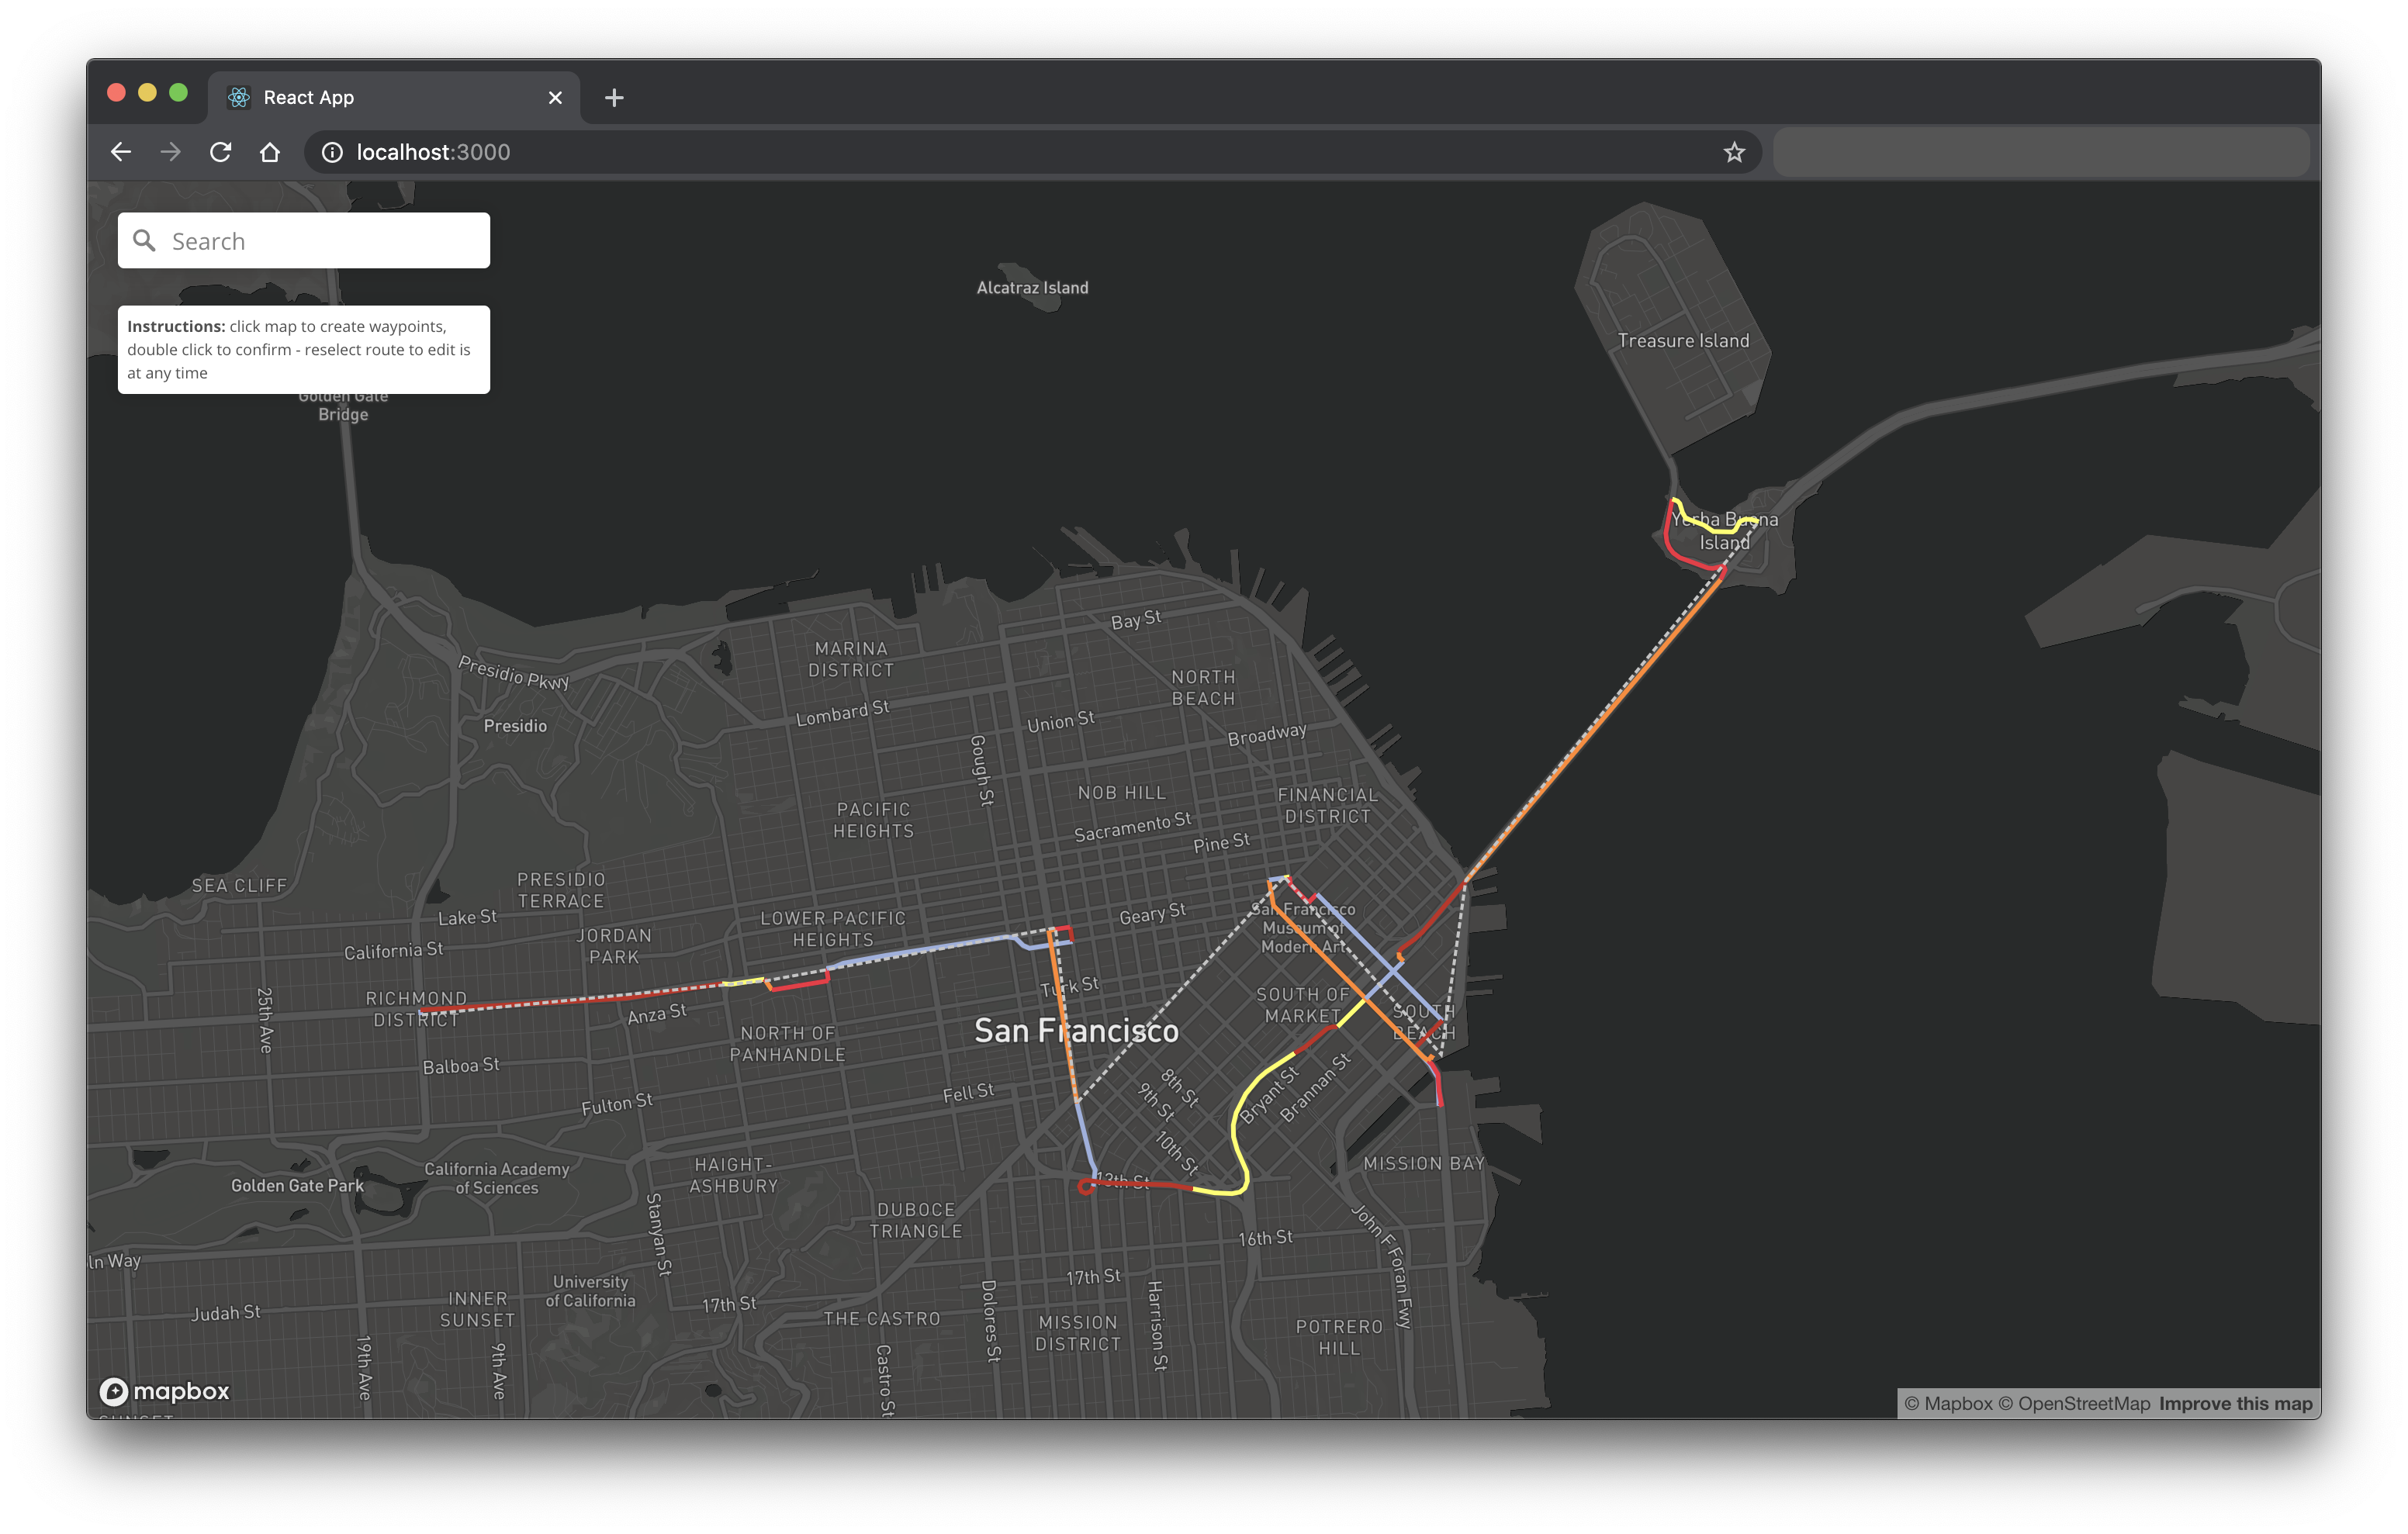 React App
localhost:3000
Search
Instructions: click map to create waypoints,
double click to confirm - reselect route to edit is
at any time
Golden Gate
Bridge
Alcatraz Island
Treasure Island
Yerba Buena
Island
Bay St
MARINA
DISTRICT
Presidio Pkwy
NORTH
BEACH
Lombard St
Union St
Presidio
Broadway
Gough St
NOB HILL
FINANCIAL
DISTRICT
PACIFIC
HEIGHTS
Sacramento St
Pine St
SEA CLIFF
PRESIDIO
TERRACE
Lake St
LOWER PACIFIC
HEIGHTS
Geary St
San Francisco
Museum of
Modern Art
California St
JORDAN
PARK
RICHMOND
DISTRICT
25th Ave
Anza St
Turk St
SOUTH OF
MARKET
SOUTH
BEACH
San Francisco
NORTH OF
PANHANDLE
Balboa St
Fell St
8th St
9th St
10th St
Bryant St
Brannan St
Fulton St
13th St
MISSION BAY
California Academy
of Sciences
Golden Gate Park
HAIGHT-
ASHBURY
Stanyan St
DUBOCE
TRIANGLE
16th St
John F Foran Fwy
ln Way
University
of California
17th St
17th St
Judah St
INNER
SUNSET
THE CASTRO
Dolores St
MISSION
DISTRICT
Harrison St
POTRERO
HILL
19th Ave
9th Ave
Castro St
mapbox
SUNSET
© Mapbox © OpenStreetMap Improve this map